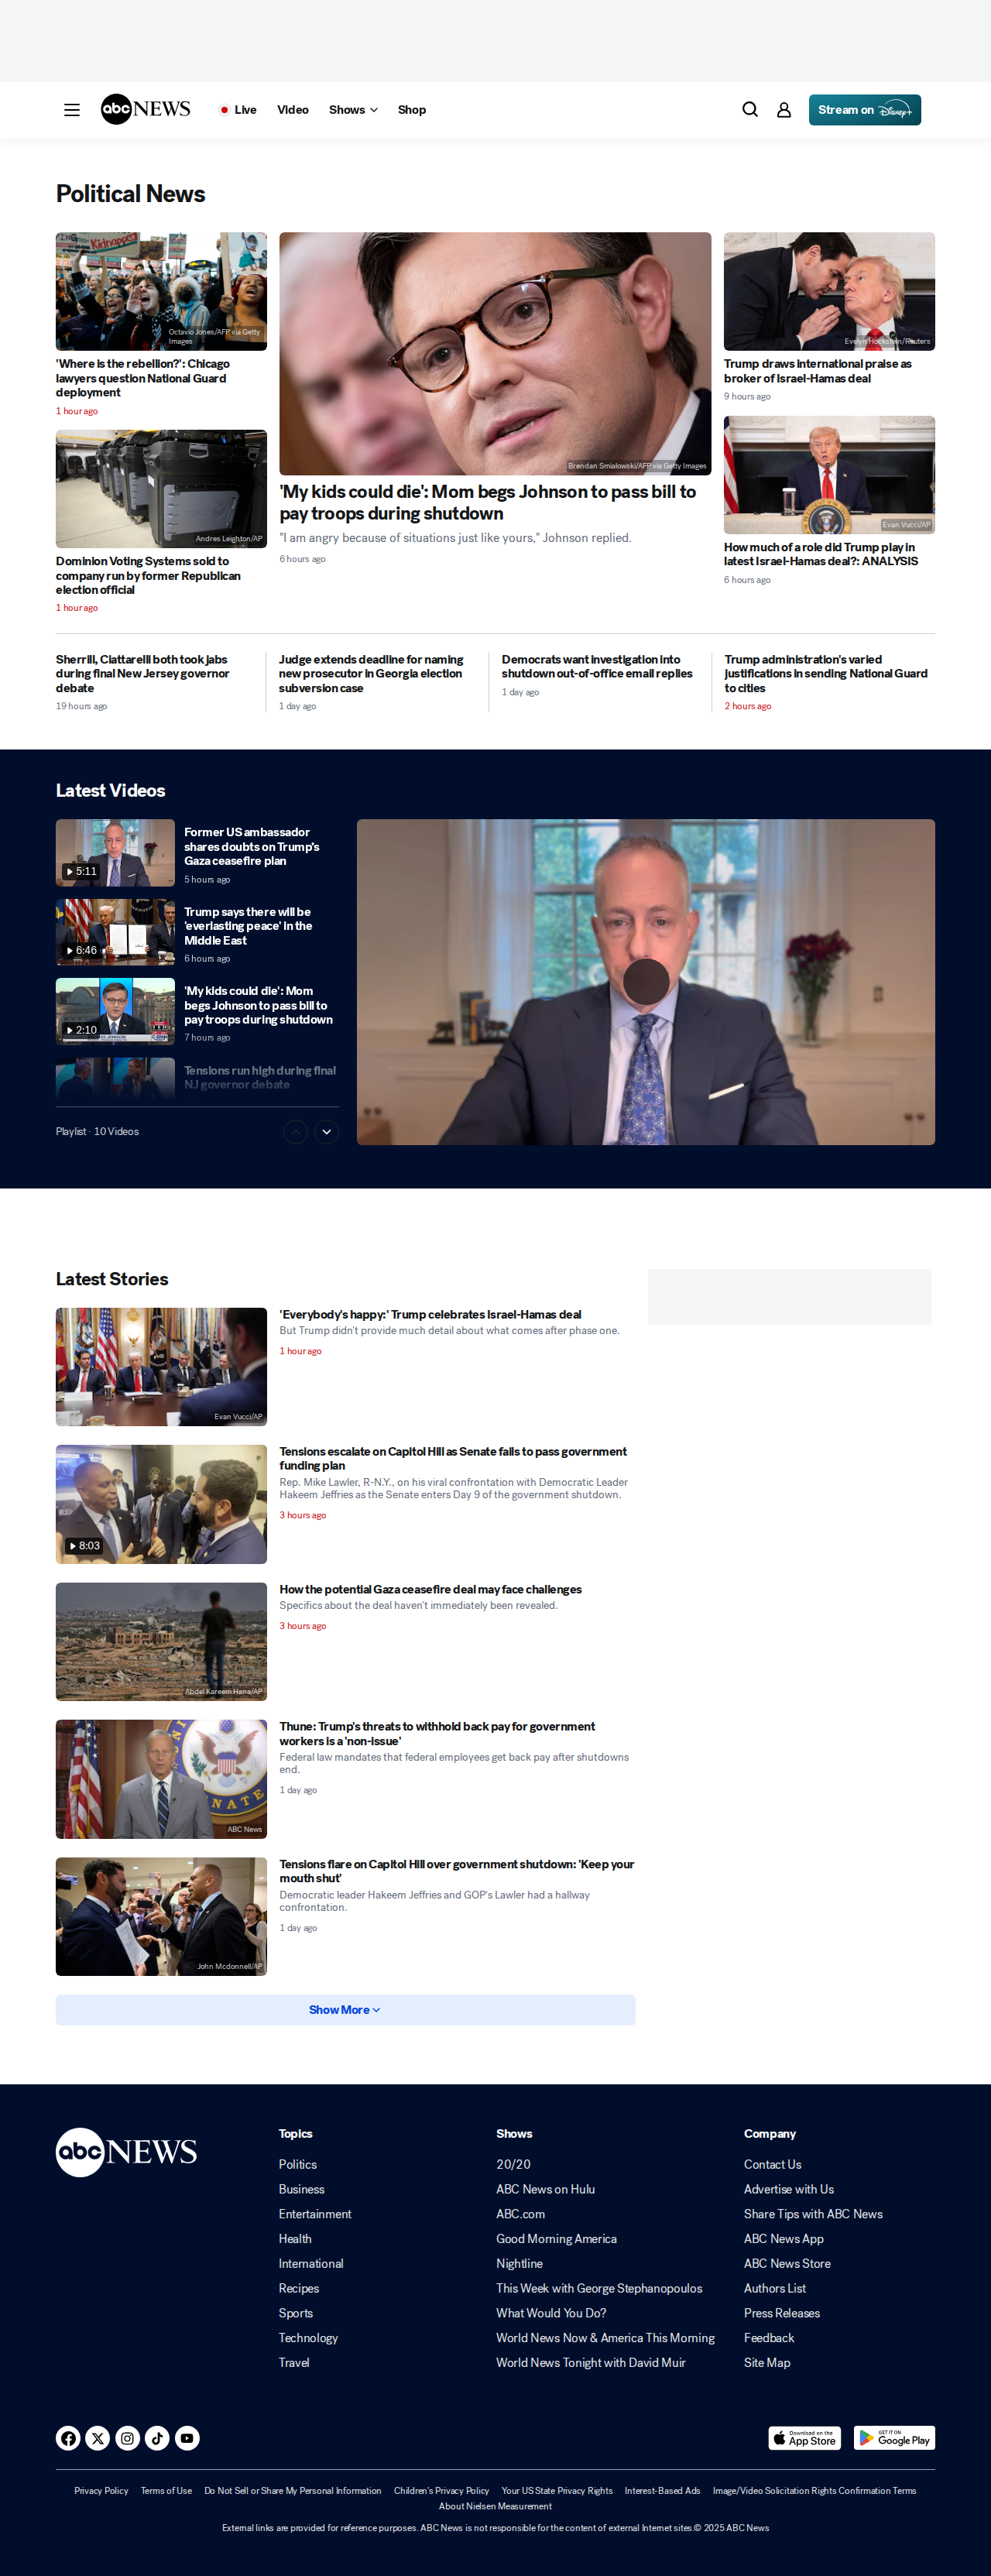 abc NEWS
Live
Video
Shows
Shop
Stream on Disney+
Political News
Kidnapped
Octavio Jones/AFP via Getty
Images
'Where is the rebellion?': Chicago
lawyers question National Guard
deployment
1 hour ago
Andres Leighton/AP
Dominion Voting Systems sold to
company run by former Republican
election official
1 hour ago
Brendan Smialowski/AFP via Getty Images
'My kids could die': Mom begs Johnson to pass bill to
pay troops during shutdown
"I am angry because of situations just like yours," Johnson replied.
6 hours ago
Evelyn Hockstein/Reuters
Trump draws international praise as
broker of Israel-Hamas deal
9 hours ago
Evan Vucci/AP
How much of a role did Trump play in
latest Israel-Hamas deal?: ANALYSIS
6 hours ago
Sherrill, Ciattarelli both took jabs
during final New Jersey governor
debate
19 hours ago
Judge extends deadline for naming
new prosecutor in Georgia election
subversion case
1 day ago
Democrats want investigation into
shutdown out-of-office email replies
1 day ago
Trump administration's varied
justifications in sending National Guard
to cities
2 hours ago
Latest Videos
5:11
Former US ambassador
shares doubts on Trump's
Gaza ceasefire plan
5 hours ago
6:46
Trump says there will be
'everlasting peace' in the
Middle East
6 hours ago
2:10
'My kids could die': Mom
begs Johnson to pass bill to
pay troops during shutdown
7 hours ago
Tensions run high during final
NJ governor debate
Playlist · 10 Videos
Latest Stories
Evan Vucci/AP
'Everybody's happy:' Trump celebrates Israel-Hamas deal
But Trump didn't provide much detail about what comes after phase one.
1 hour ago
8:03
Tensions escalate on Capitol Hill as Senate fails to pass government
funding plan
Rep. Mike Lawler, R-N.Y., on his viral confrontation with Democratic Leader
Hakeem Jeffries as the Senate enters Day 9 of the government shutdown.
3 hours ago
Abdel Kareem Hana/AP
How the potential Gaza ceasefire deal may face challenges
Specifics about the deal haven't immediately been revealed.
3 hours ago
ABC News
Thune: Trump's threats to withhold back pay for government
workers is a 'non-issue'
Federal law mandates that federal employees get back pay after shutdowns
end.
1 day ago
John Mcdonnell/AP
Tensions flare on Capitol Hill over government shutdown: 'Keep your
mouth shut'
Democratic leader Hakeem Jeffries and GOP's Lawler had a hallway
confrontation.
1 day ago
Show More
abc NEWS
Topics
Politics
Business
Entertainment
Health
International
Recipes
Sports
Technology
Travel
Shows
20/20
ABC News on Hulu
ABC.com
Good Morning America
Nightline
This Week with George Stephanopoulos
What Would You Do?
World News Now & America This Morning
World News Tonight with David Muir
Company
Contact Us
Advertise with Us
Share Tips with ABC News
ABC News App
ABC News Store
Authors List
Press Releases
Feedback
Site Map
Download on the
App Store
GET IT ON
Google Play
Privacy Policy
Terms of Use
Do Not Sell or Share My Personal Information
Children's Privacy Policy
Your US State Privacy Rights
Interest-Based Ads
Image/Video Solicitation Rights Confirmation Terms
About Nielsen Measurement
External links are provided for reference purposes. ABC News is not responsible for the content of external Internet sites.© 2025 ABC News